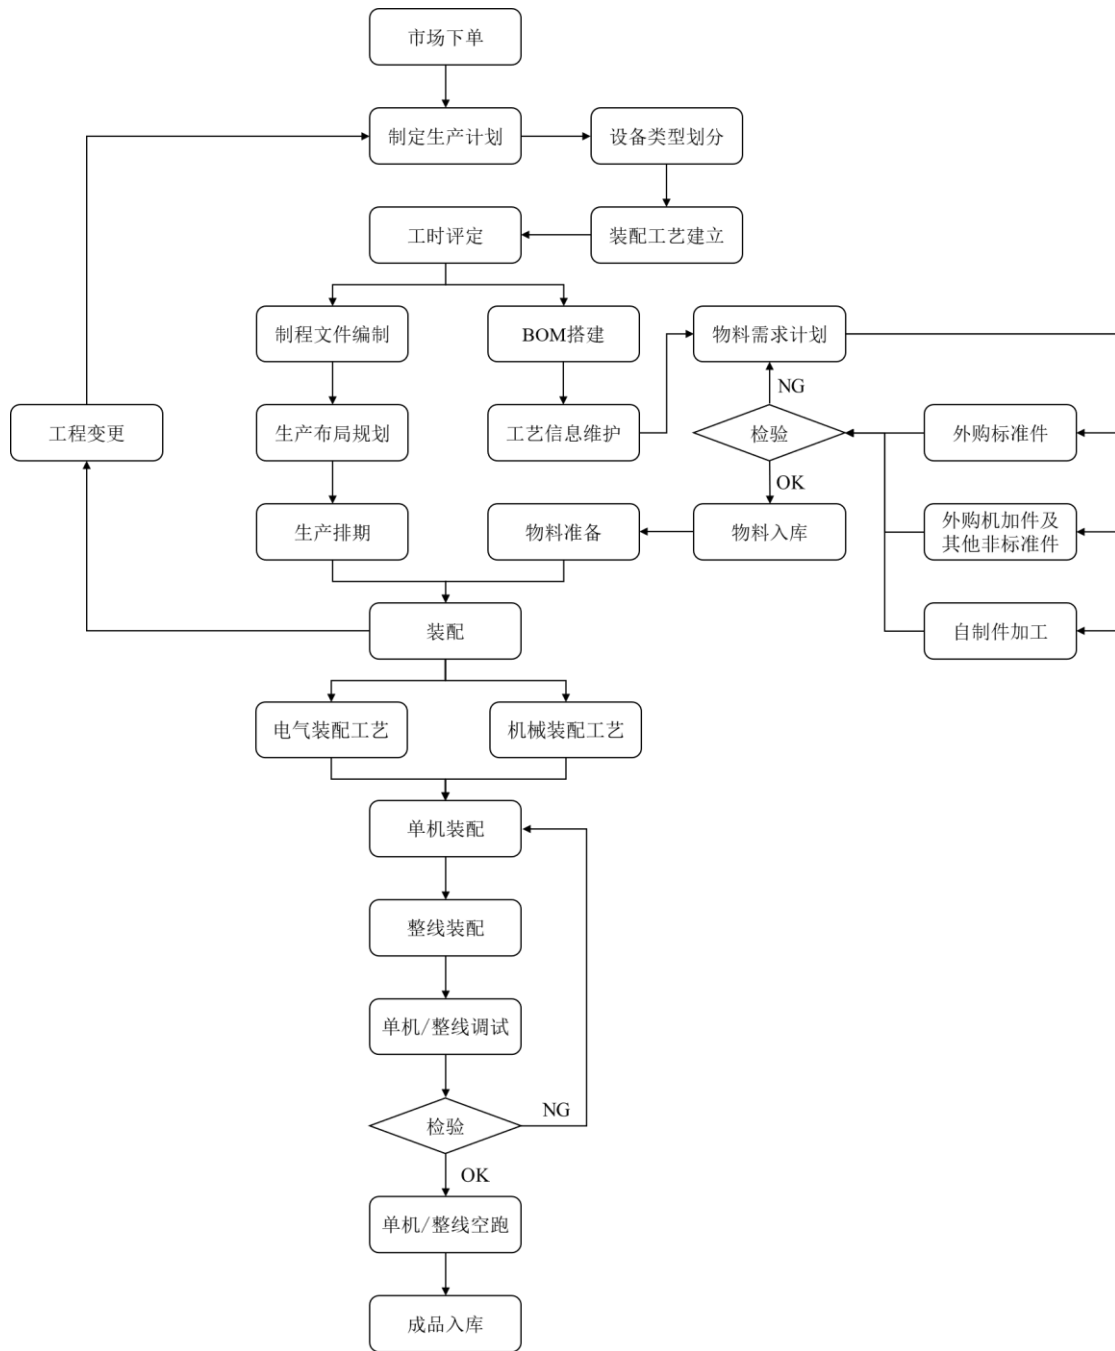 市场下单
制定生产计划
设备类型划分
工时评定
装配工艺建立
制程文件编制
BOM搭建
物料需求计划
NG
工程变更
生产布局规划
工艺信息维护
检验
外购标准件
OK
生产排期
物料准备
物料入库
外购机加件及
其他非标准件
装配
自制件加工
电气装配工艺
机械装配工艺
单机装配
整线装配
单机/整线调试
检验
NG
OK
单机/整线空跑
成品入库